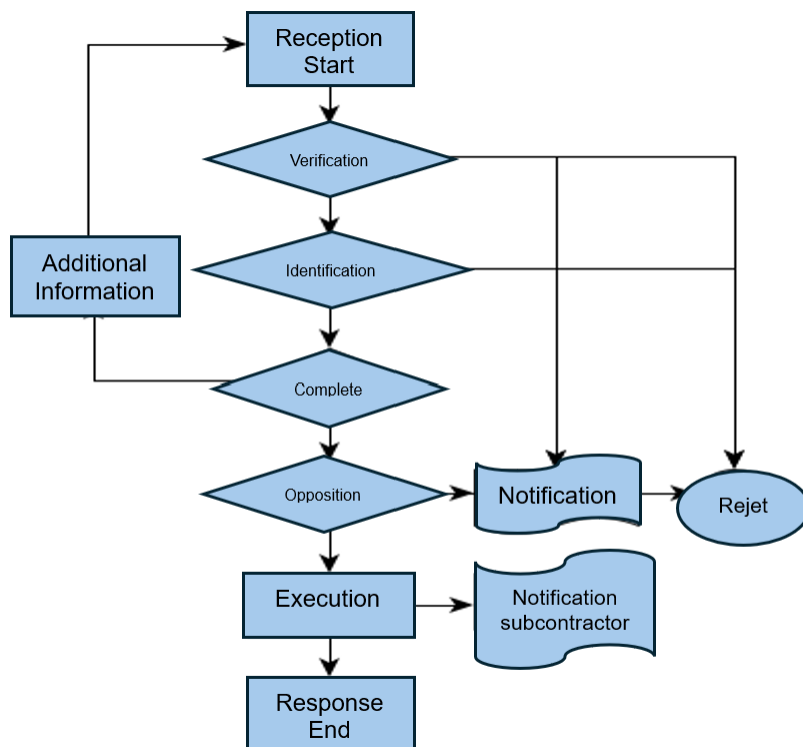 Reception
Start
Verification
Additional
Information
Identification
Complete
Opposition
Notification
Rejet
Execution
Notification
subcontractor
Response
End